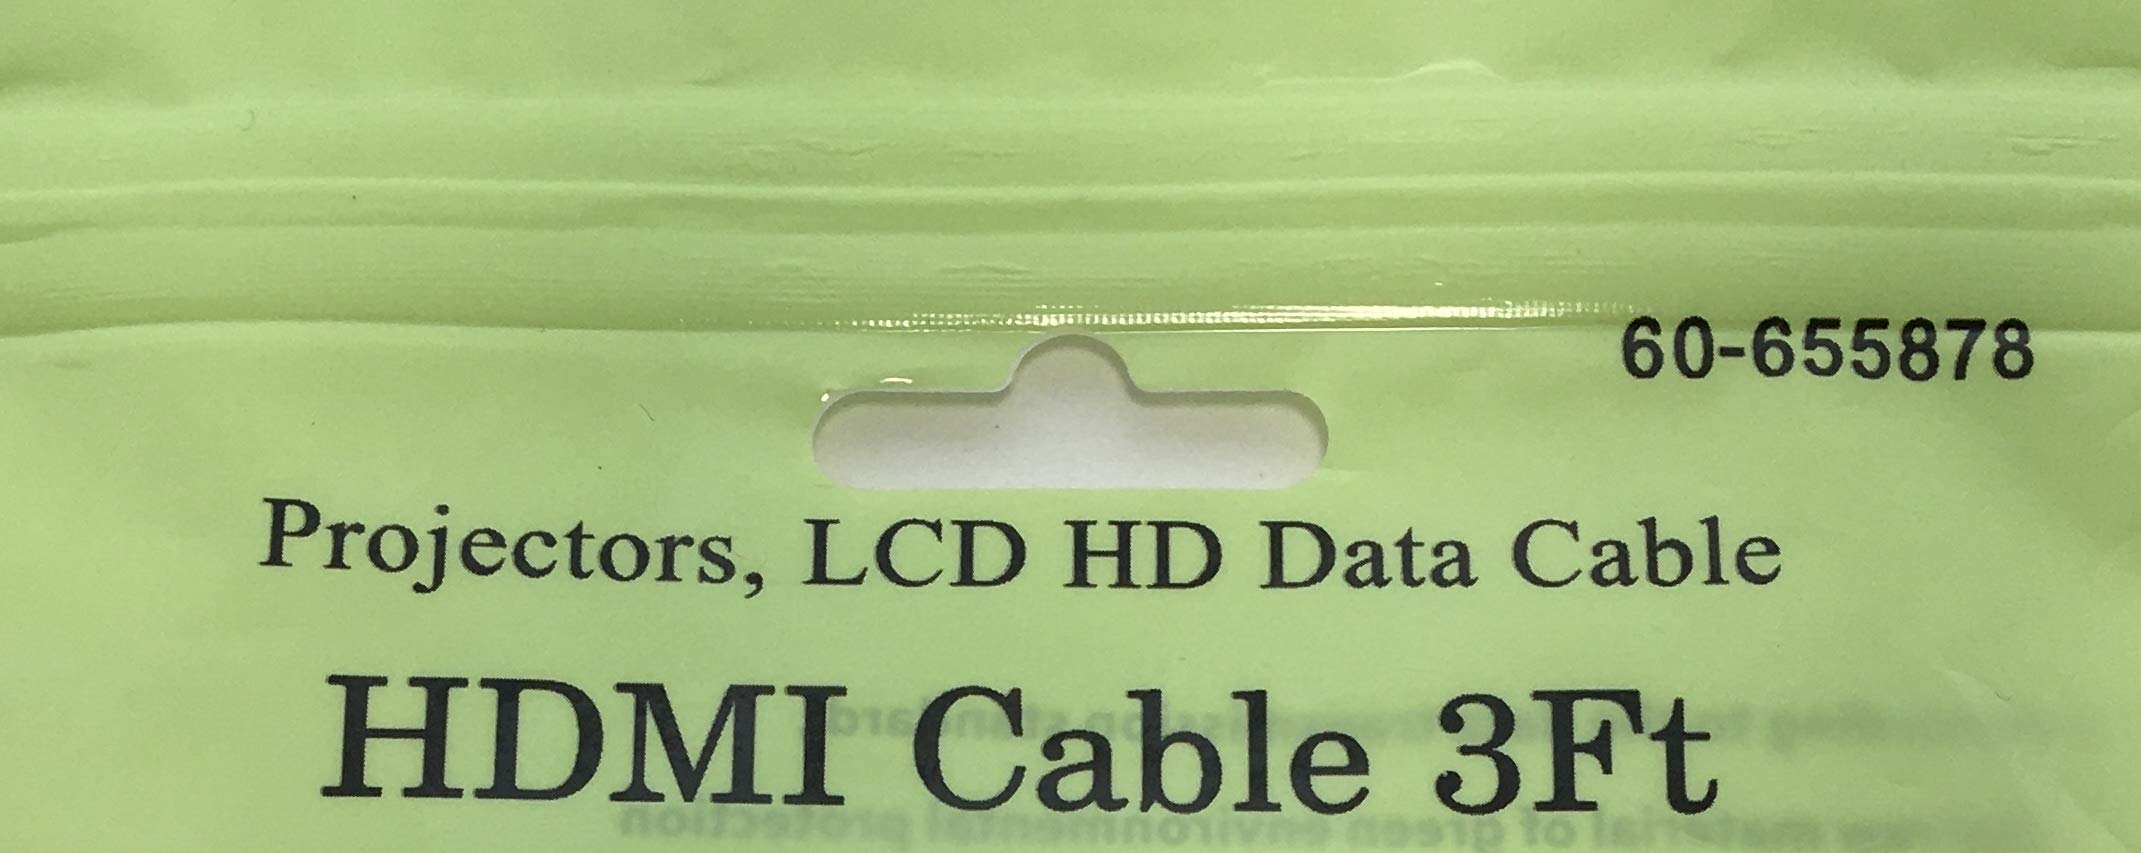 60-655878
Projectors, LCD HD Data Cable
HDMI Cable 3Ft